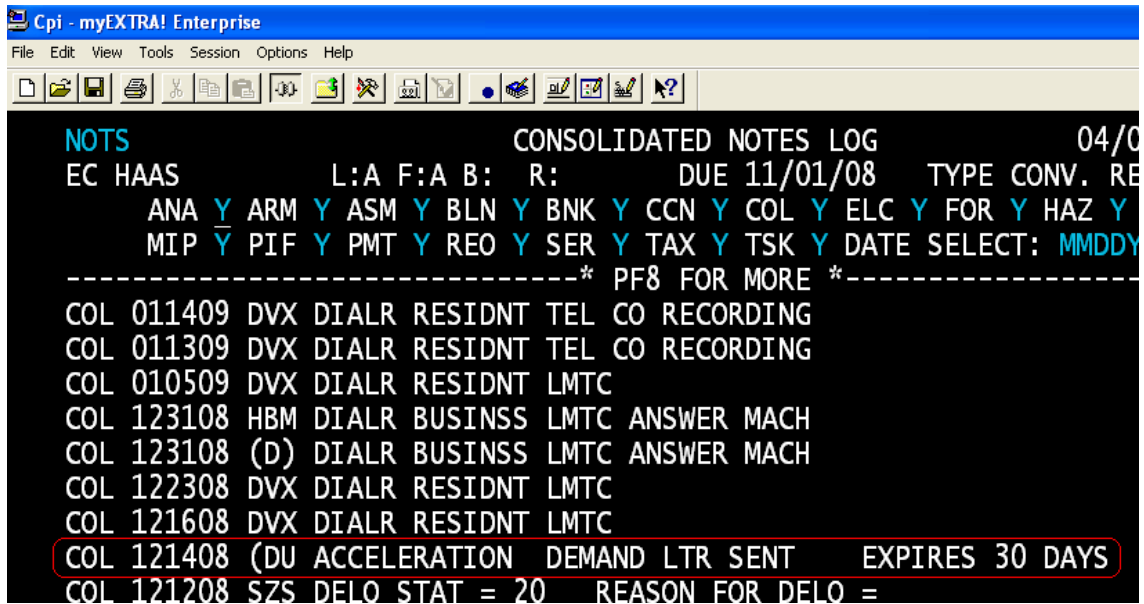 Cpi - myEXTRA! Enterprise
File Edit View Tools Session Options Help
NOTS CONSOLIDATED NOTES LOG 04/0
EC HAAS L:A F:A B: R: DUE 11/01/08 TYPE CONV. RE
ANA Y ARM Y ASM Y BLN Y BNK Y CCN Y COL Y ELC Y FOR Y HAZ Y
MIP Y PIF Y PMT Y REO Y SER Y TAX Y TSK Y DATE SELECT: MMDDY
-------------------------------* PF8 FOR MORE *------------------
COL 011409 DVX DIALR RESIDNT TEL CO RECORDING
COL 011309 DVX DIALR RESIDNT TEL CO RECORDING
COL 010509 DVX DIALR RESIDNT LMTC
COL 123108 HBM DIALR BUSINSS LMTC ANSWER MACH
COL 123108 (D) DIALR BUSINSS LMTC ANSWER MACH
COL 122308 DVX DIALR RESIDNT LMTC
COL 121608 DVX DIALR RESIDNT LMTC
COL 121408 (DU ACCELERATION DEMAND LTR SENT EXPIRES 30 DAYS
COL 121208 SZS DELQ STAT = 20 REASON FOR DELQ =